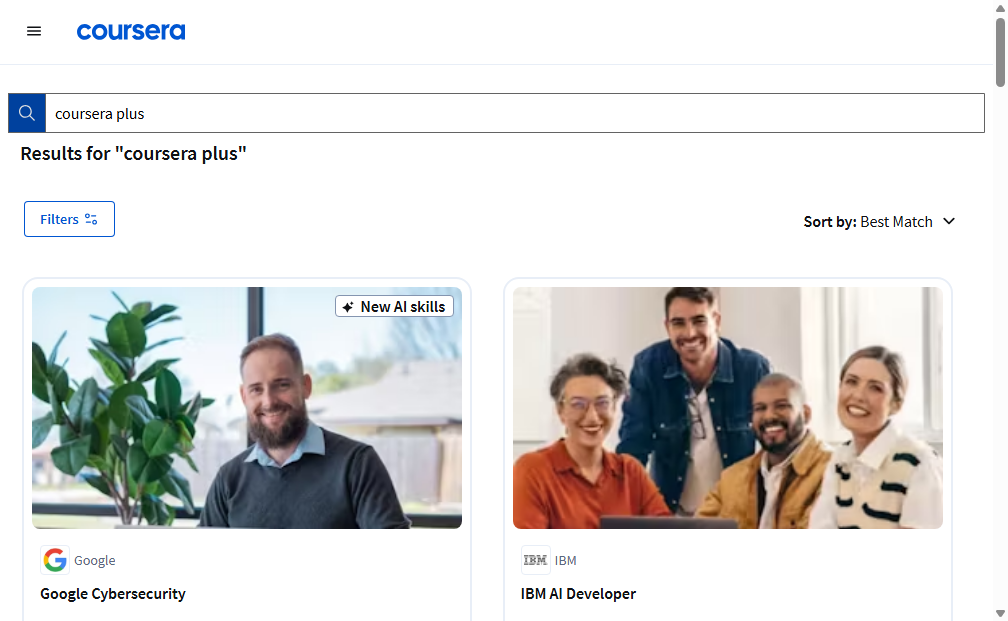 coursera
coursera plus
Results for "coursera plus"
Filters
Sort by: Best Match
New AI skills
Google
Google Cybersecurity
IBM IBM
IBM AI Developer